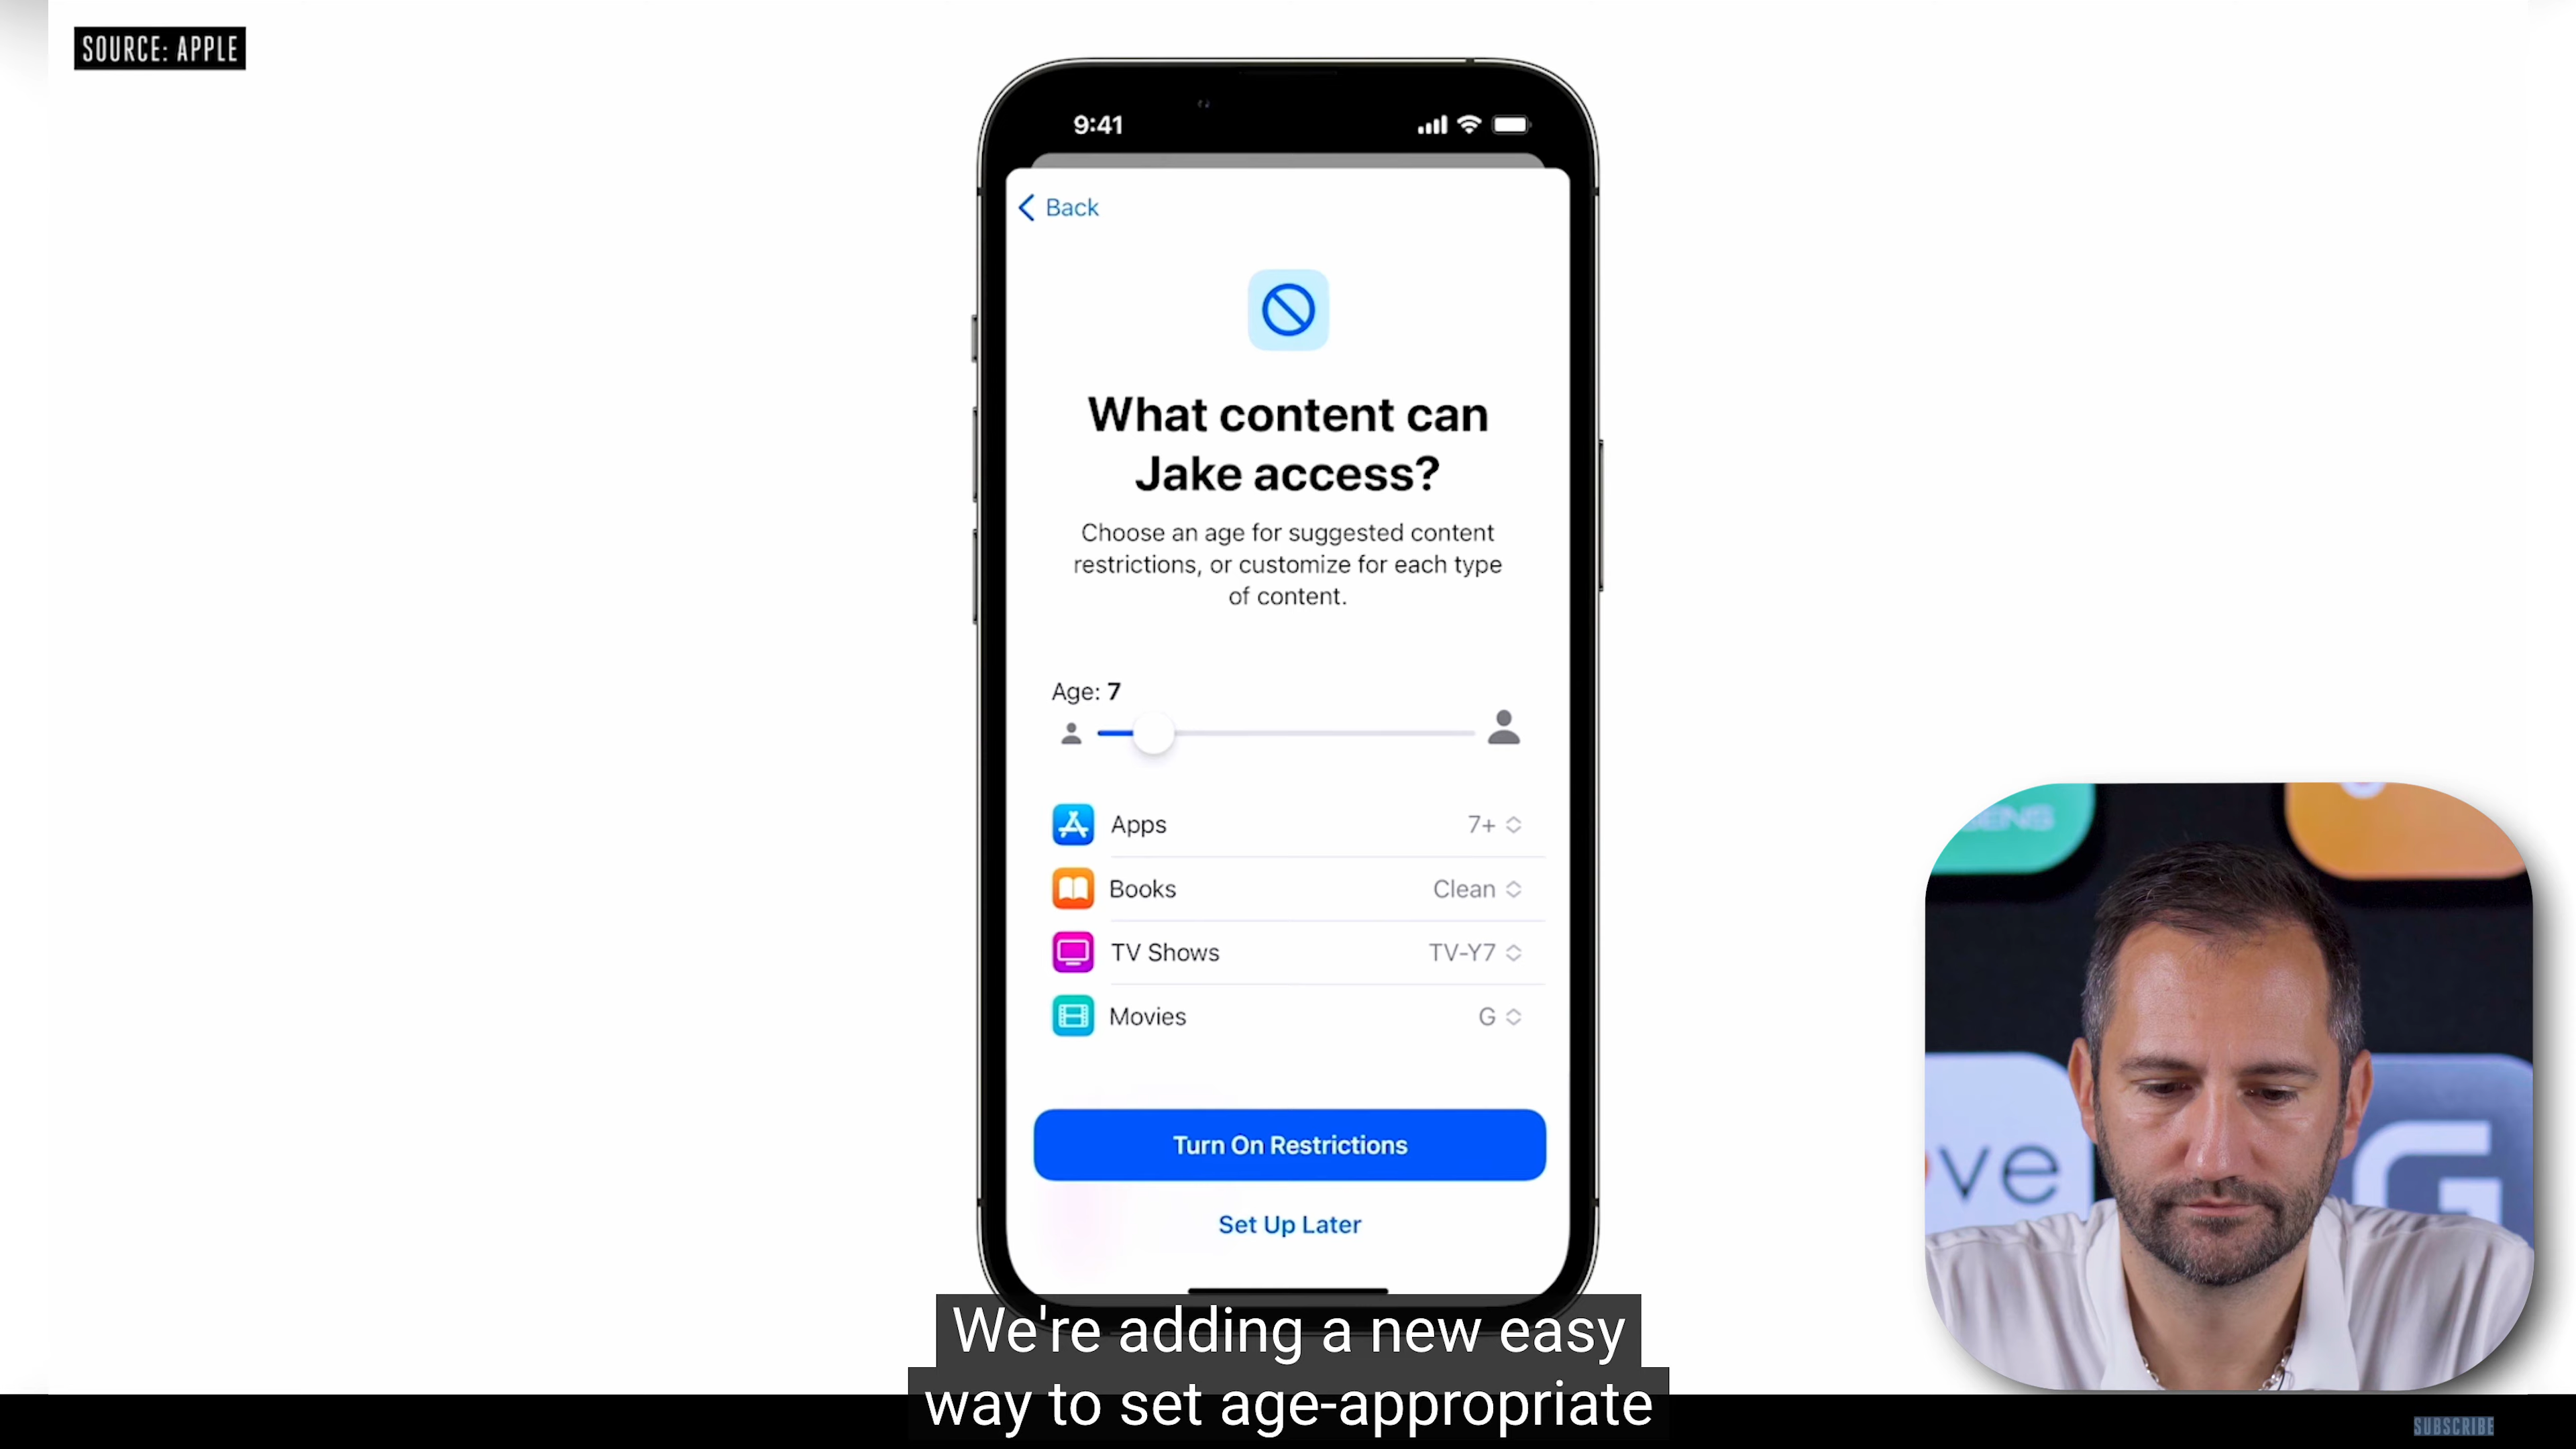 SOURCE: APPLE
9:41
Back
What content can
Jake access?
Choose an age for suggested content
restrictions, or customize for each type
of content.
Age: 7
Apps 7+
Books Clean
TV Shows TV-Y7
Movies G
Turn On Restrictions
Set Up Later
ve
G
We're adding a new easy
way to set age-appropriate
SUBSCRIBE